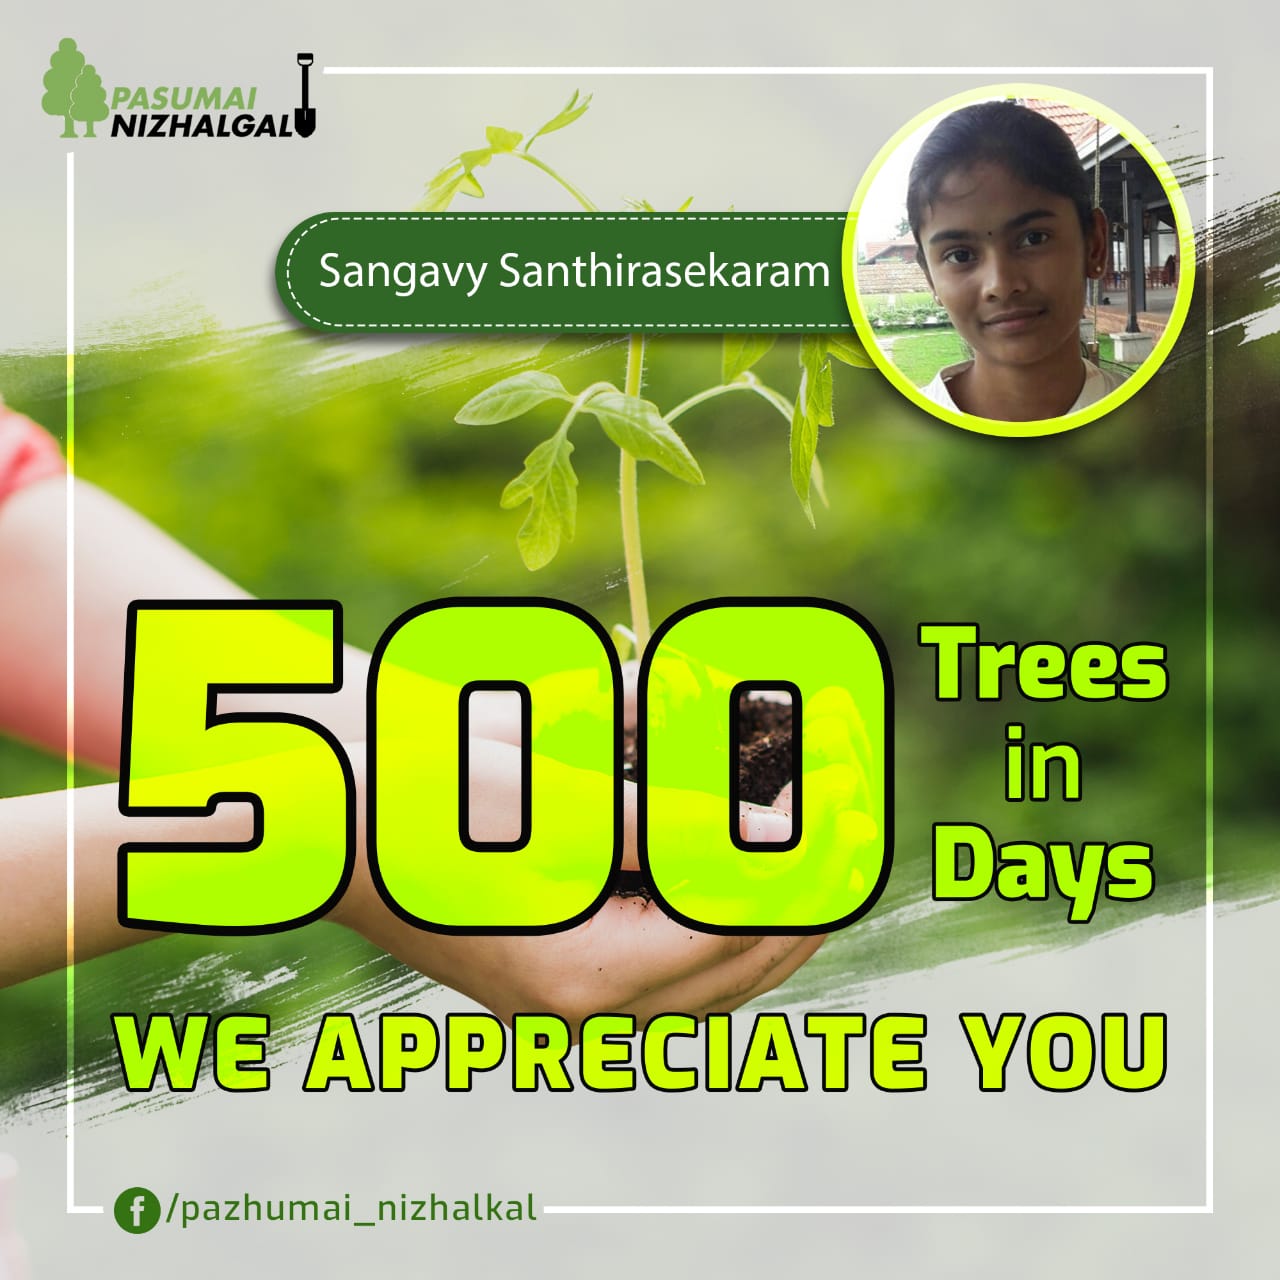 PASUMAI
NIZHALGAL
Sangavy Santhirasekaram
500
Trees
in
Days
WE APPRECIATE YOU
/pazhumai_nizhalkal